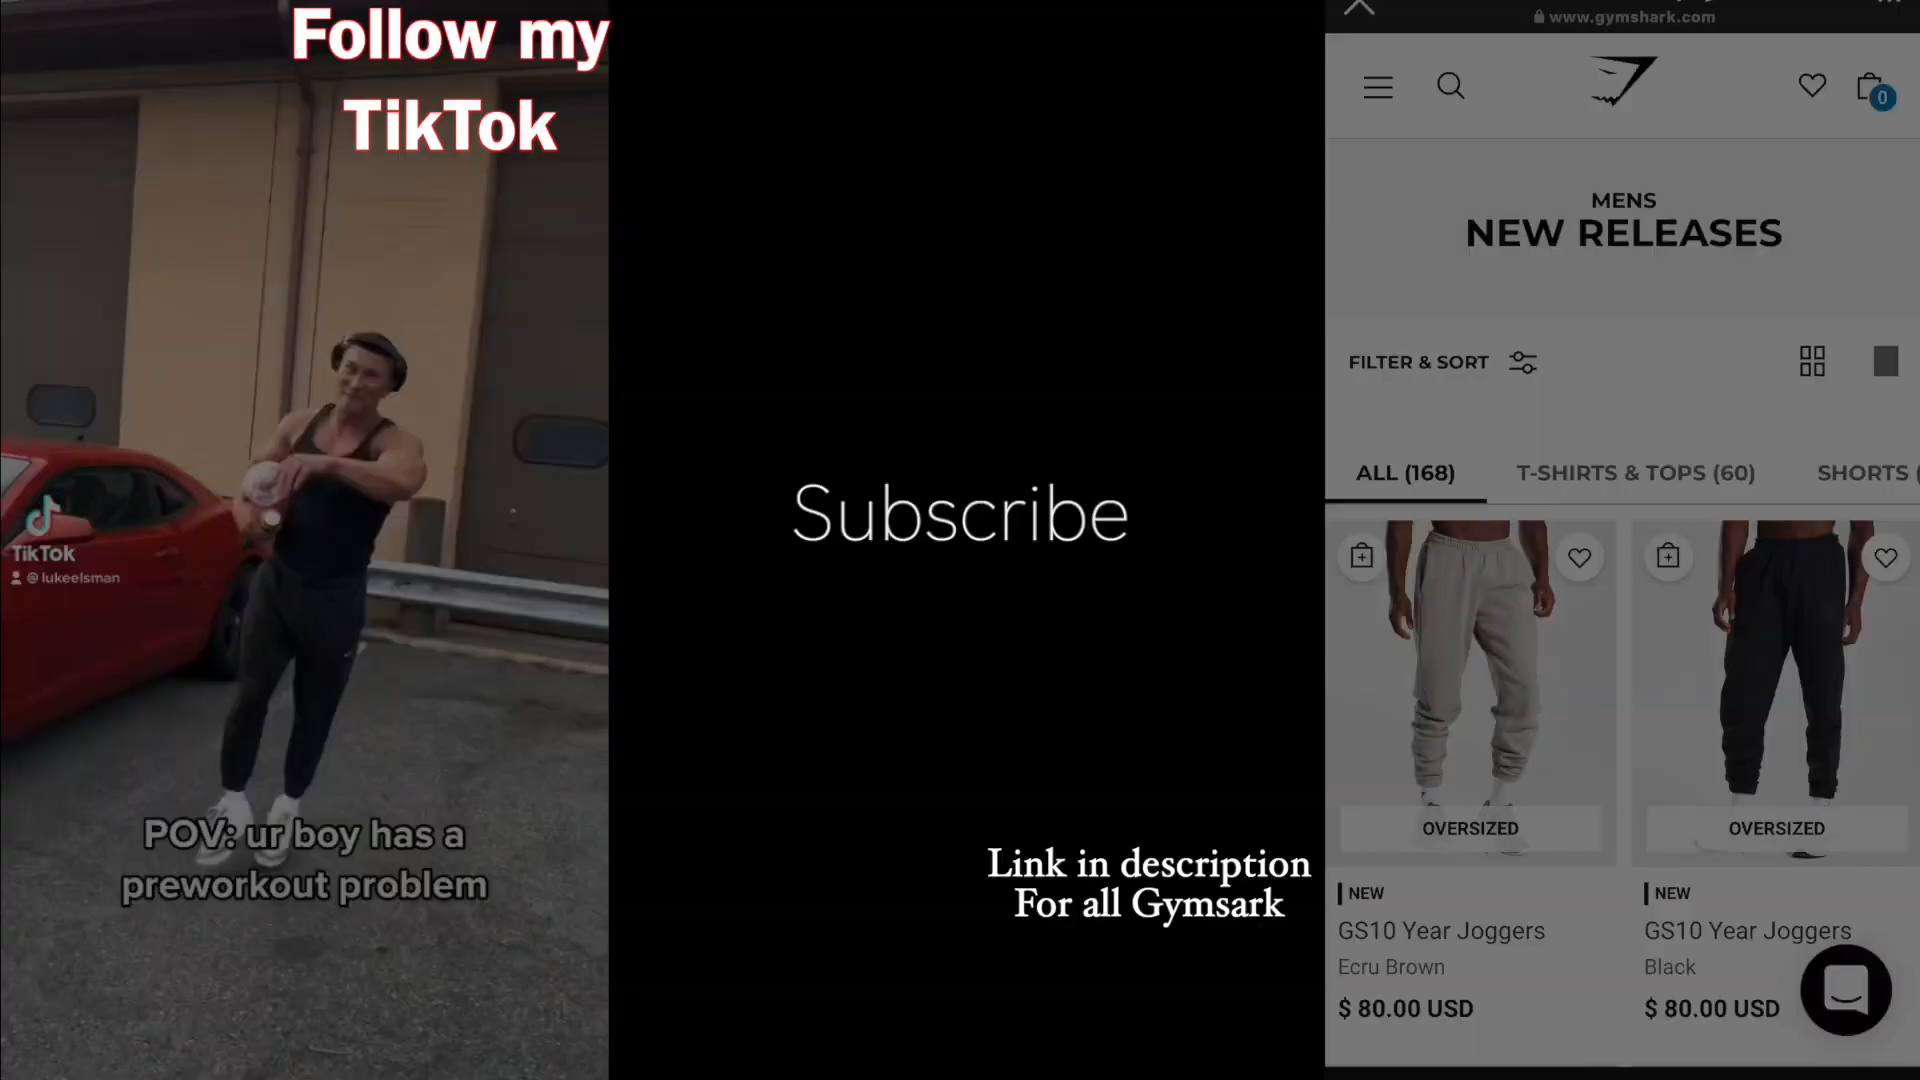 Follow my
TikTok
TikTok
@lukeelsman
POV: ur boy has a
preworkout problem
Subscribe
Link in description
For all Gymsark
www.gymshark.com
0
MENS
NEW RELEASES
FILTER & SORT
ALL (168)
T-SHIRTS & TOPS (60)
SHORTS (
OVERSIZED
OVERSIZED
NEW
NEW
GS10 Year Joggers
GS10 Year Joggers
Ecru Brown
Black
$ 80.00 USD
$ 80.00 USD